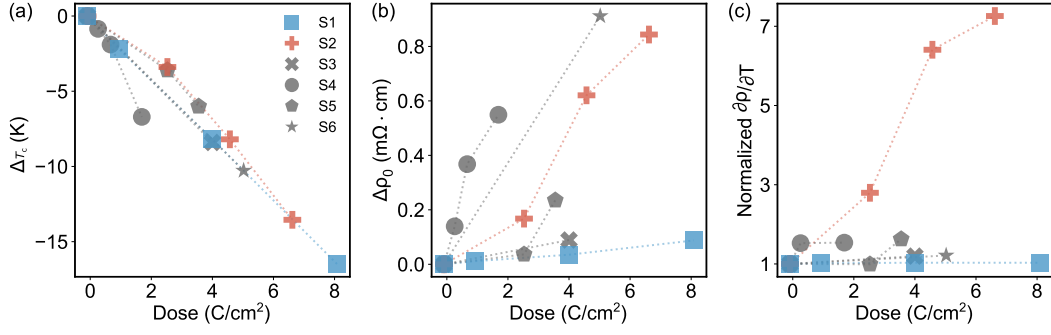 (a)
0
−5
−10
−15
Δ_{T_c} (K)
0 2 4 6 8
Dose (C/cm²)
S1
S2
S3
S4
S5
S6
(b)
0.8
0.6
0.4
0.2
0.0
Δρ₀ (mΩ · cm)
0 2 4 6 8
Dose (C/cm²)
(c)
7
5
3
1
Normalized ∂ρ/∂T
0 2 4 6 8
Dose (C/cm²)